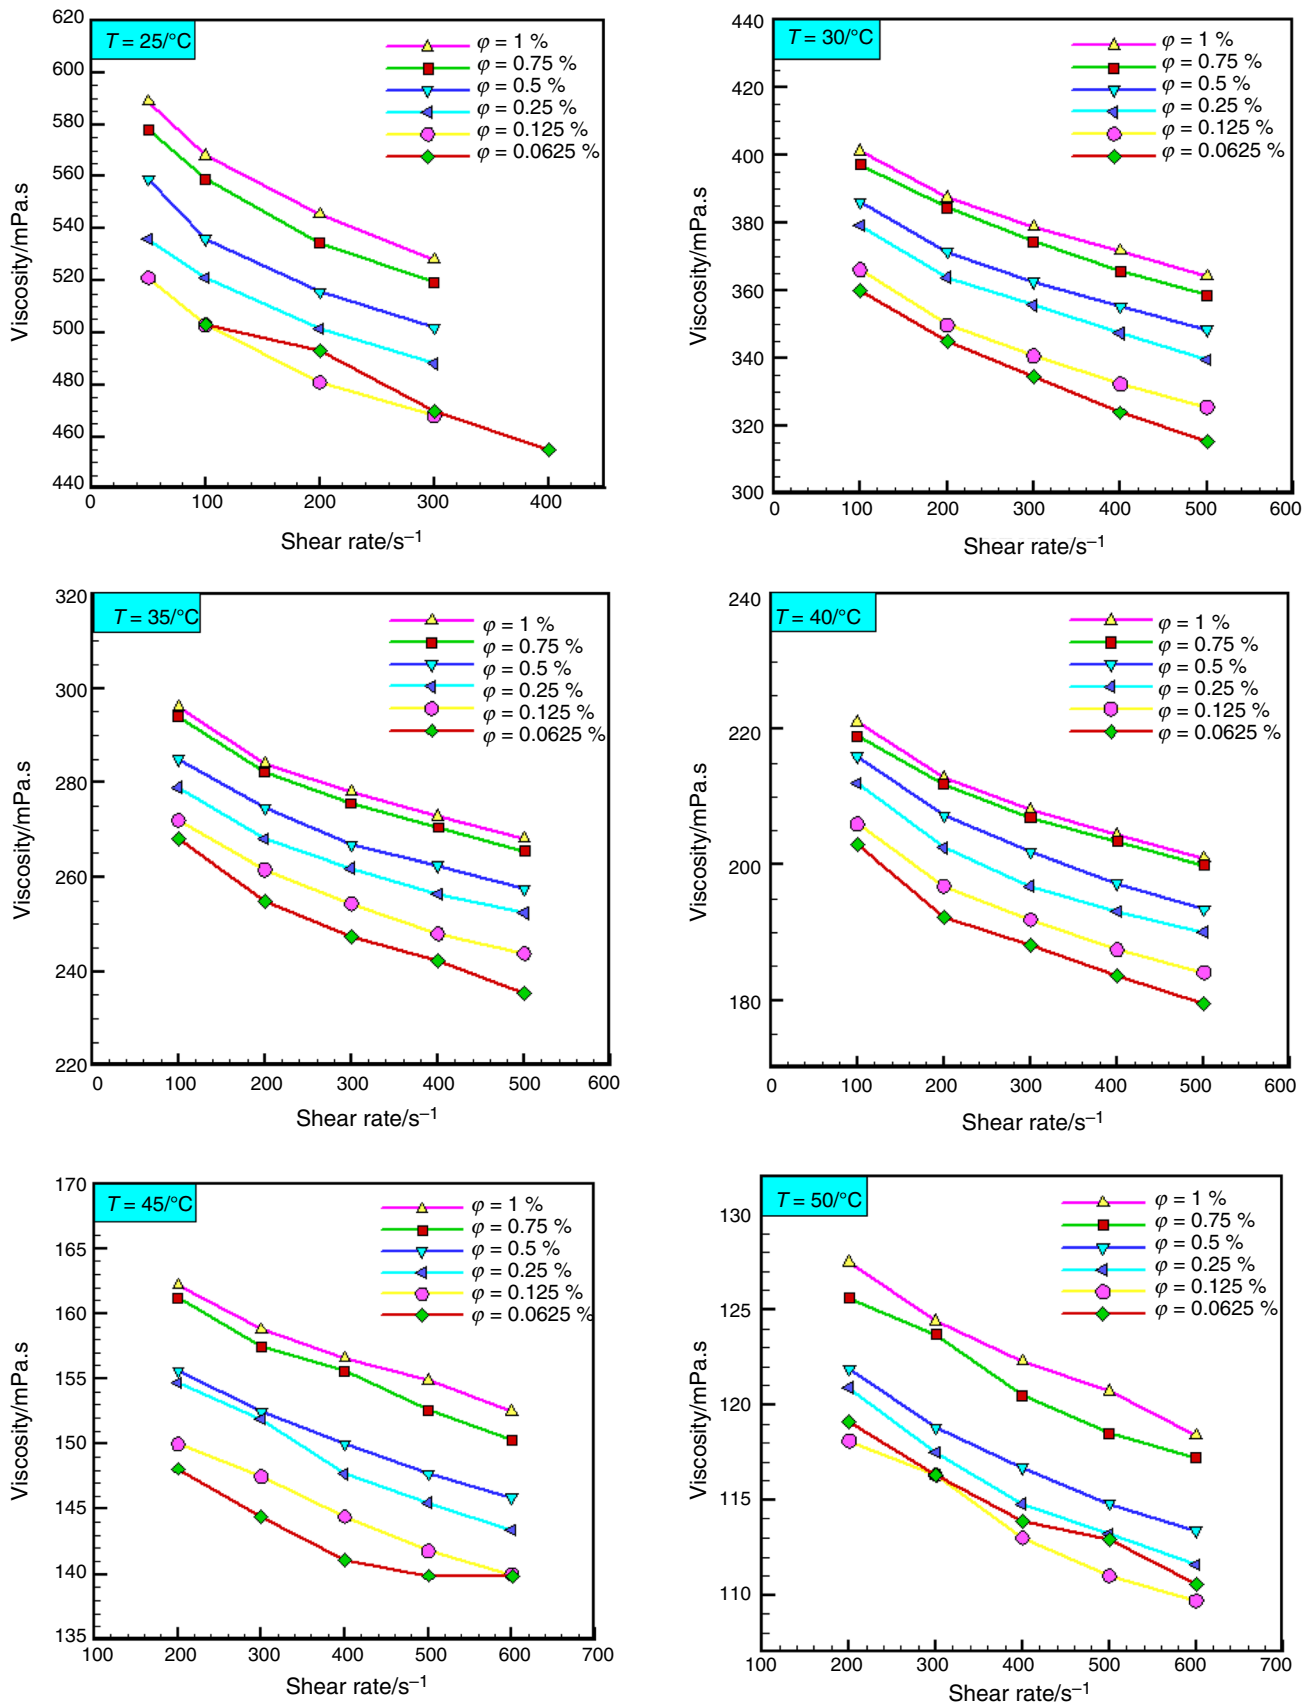 T = 25/°C
φ = 1 %
φ = 0.75 %
φ = 0.5 %
φ = 0.25 %
φ = 0.125 %
φ = 0.0625 %
620
600
580
560
540
520
500
480
460
440
Viscosity/mPa.s
0 100 200 300 400
Shear rate/s⁻¹
T = 30/°C
φ = 1 %
φ = 0.75 %
φ = 0.5 %
φ = 0.25 %
φ = 0.125 %
φ = 0.0625 %
440
420
400
380
360
340
320
300
Viscosity/mPa.s
0 100 200 300 400 500 600
Shear rate/s⁻¹
T = 35/°C
φ = 1 %
φ = 0.75 %
φ = 0.5 %
φ = 0.25 %
φ = 0.125 %
φ = 0.0625 %
320
300
280
260
240
220
Viscosity/mPa.s
0 100 200 300 400 500 600
Shear rate/s⁻¹
T = 40/°C
φ = 1 %
φ = 0.75 %
φ = 0.5 %
φ = 0.25 %
φ = 0.125 %
φ = 0.0625 %
240
220
200
180
Viscosity/mPa.s
0 100 200 300 400 500 600
Shear rate/s⁻¹
T = 45/°C
φ = 1 %
φ = 0.75 %
φ = 0.5 %
φ = 0.25 %
φ = 0.125 %
φ = 0.0625 %
170
165
160
155
150
145
140
135
Viscosity/mPa.s
100 200 300 400 500 600 700
Shear rate/s⁻¹
T = 50/°C
φ = 1 %
φ = 0.75 %
φ = 0.5 %
φ = 0.25 %
φ = 0.125 %
φ = 0.0625 %
130
125
120
115
110
Viscosity/mPa.s
100 200 300 400 500 600 700
Shear rate/s⁻¹